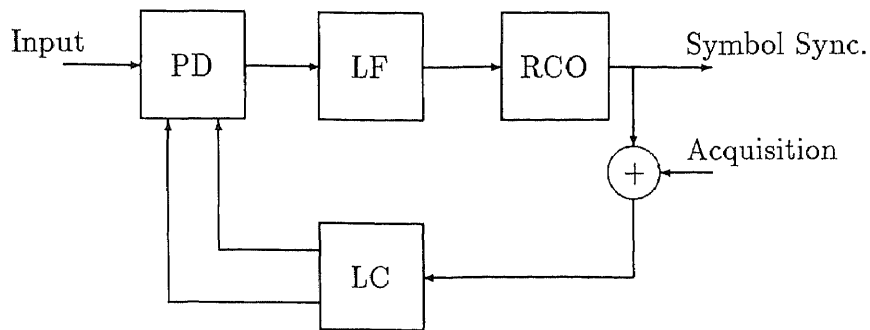 Input
PD
LF
RCO
Symbol Sync.
+
Acquisition
LC